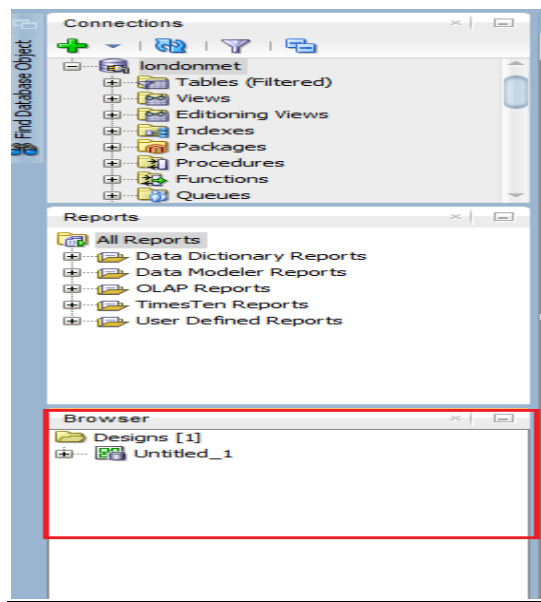 Find Database Object
Connections
londonmet
Tables (Filtered)
Views
Editioning Views
Indexes
Packages
Procedures
Functions
Queues
Reports
All Reports
Data Dictionary Reports
Data Modeler Reports
OLAP Reports
TimesTen Reports
User Defined Reports
Browser
Designs [1]
Untitled_1